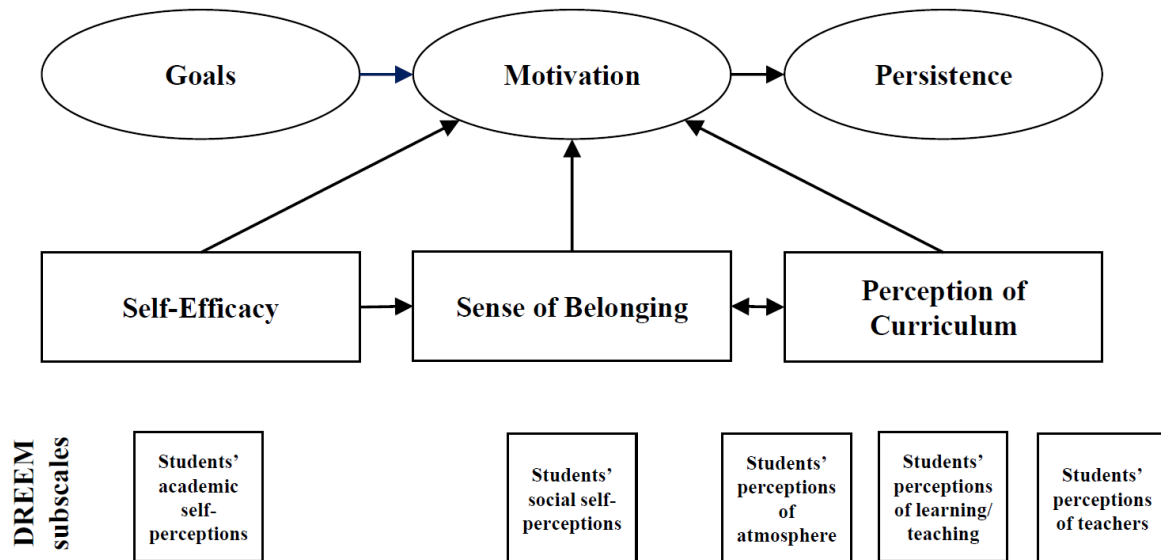 Goals
Motivation
Persistence
Self-Efficacy
Sense of Belonging
Perception of
Curriculum
DREEM
subscales
Students’
academic
self-
perceptions
Students’
social self-
perceptions
Students’
perceptions
of
atmosphere
Students’
perceptions
of learning/
teaching
Students’
perceptions
of teachers